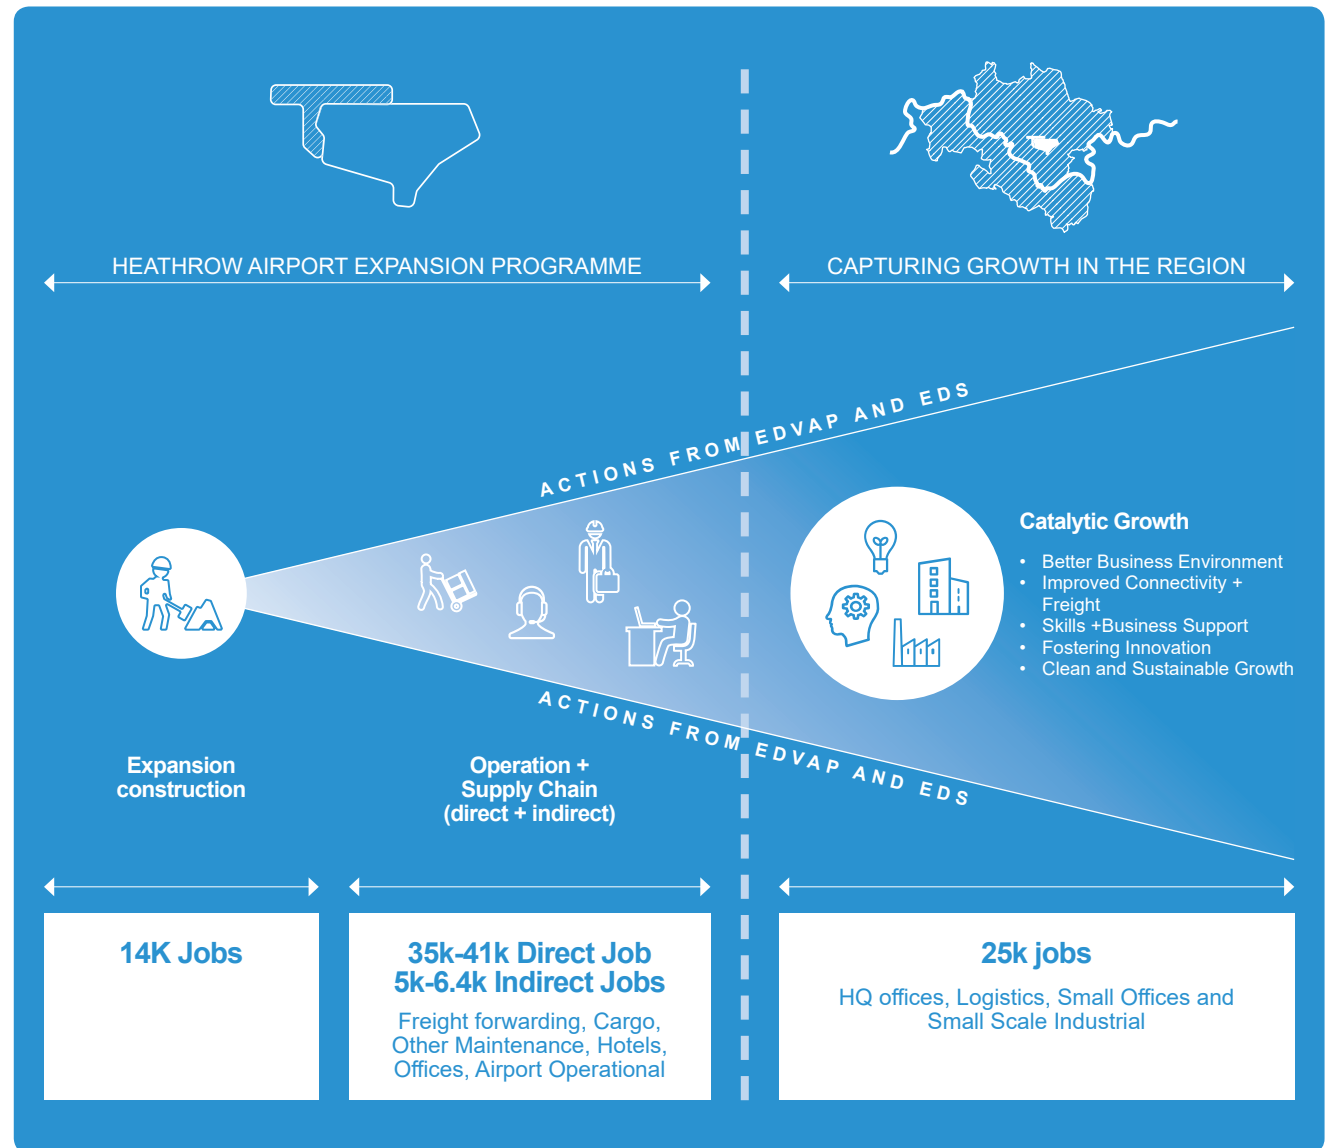 HEATHROW AIRPORT EXPANSION PROGRAMME
CAPTURING GROWTH IN THE REGION
ACTIONS FROM EDVAP AND EDS
Catalytic Growth
• Better Business Environment
• Improved Connectivity +
Freight
• Skills +Business Support
• Fostering Innovation
• Clean and Sustainable Growth
ACTIONS FROM EDVAP AND EDS
Expansion
construction
Operation +
Supply Chain
(direct + indirect)
14K Jobs
35k-41k Direct Job
5k-6.4k Indirect Jobs
Freight forwarding, Cargo,
Other Maintenance, Hotels,
Offices, Airport Operational
25k jobs
HQ offices, Logistics, Small Offices and
Small Scale Industrial